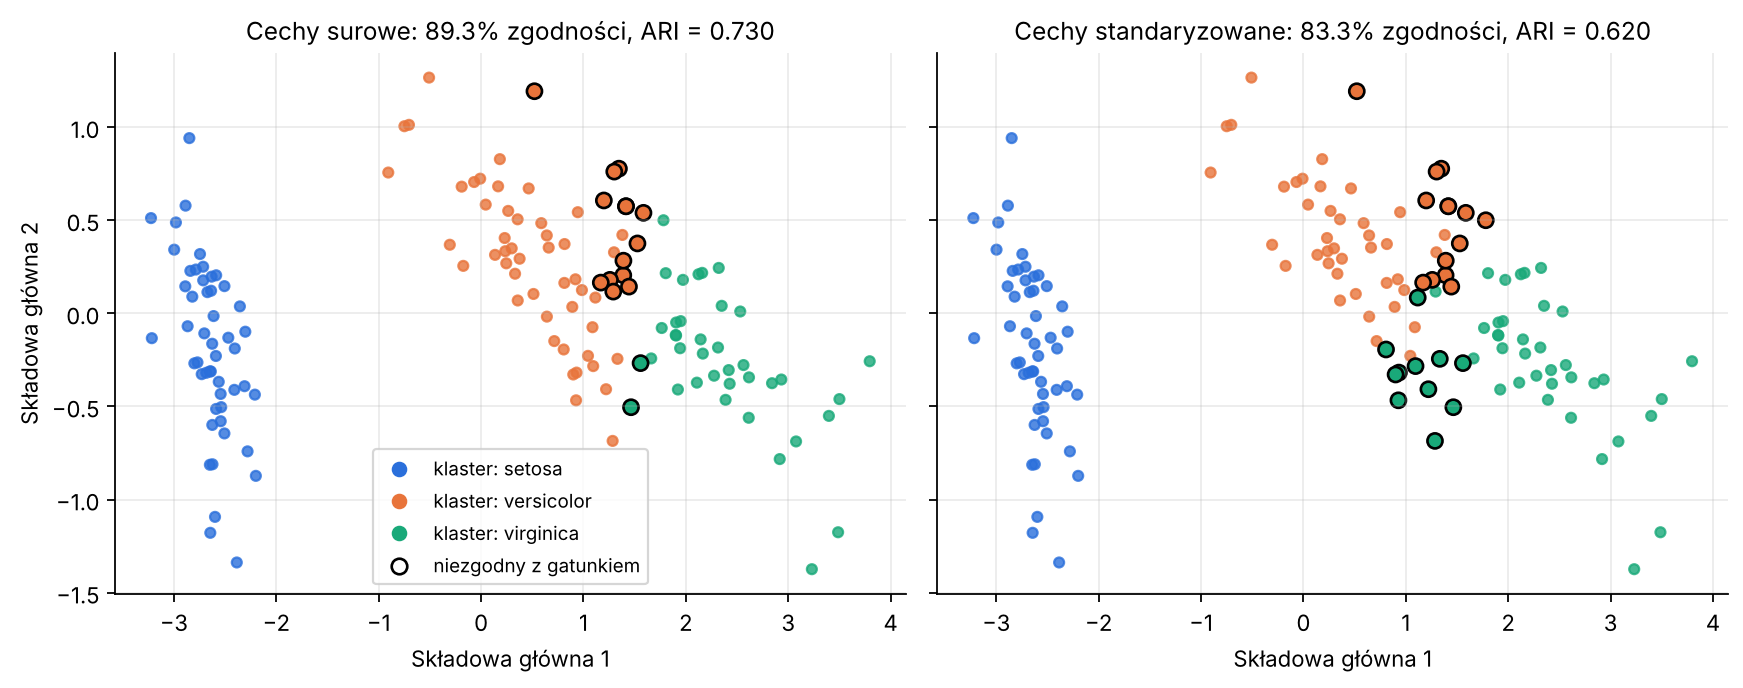 Cechy surowe: 89.3% zgodności, ARI = 0.730
Cechy standaryzowane: 83.3% zgodności, ARI = 0.620
Składowa główna 2
1.0
0.5
0.0
−0.5
−1.0
−1.5
klaster: setosa
klaster: versicolor
klaster: virginica
niezgodny z gatunkiem
−3 −2 −1 0 1 2 3 4
−3 −2 −1 0 1 2 3 4
Składowa główna 1
Składowa główna 1